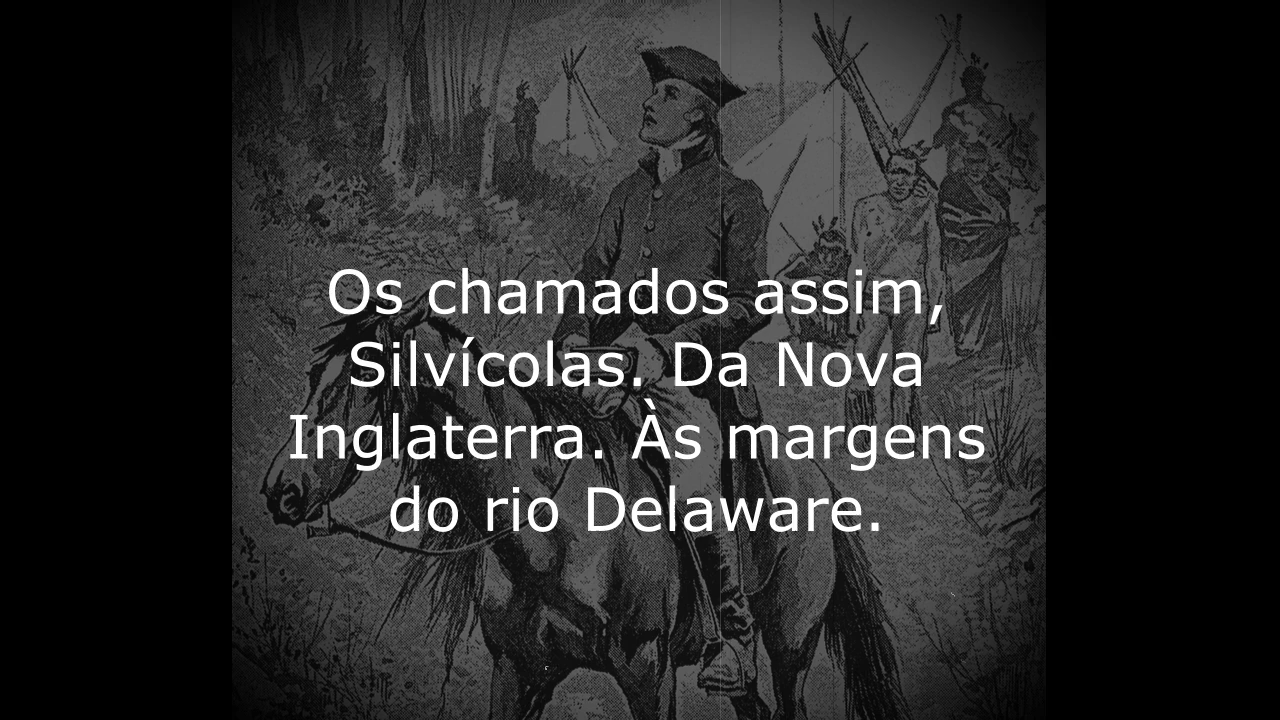 Os chamados assim,
Silvícolas. Da Nova
Inglaterra. Às margens
do rio Delaware.